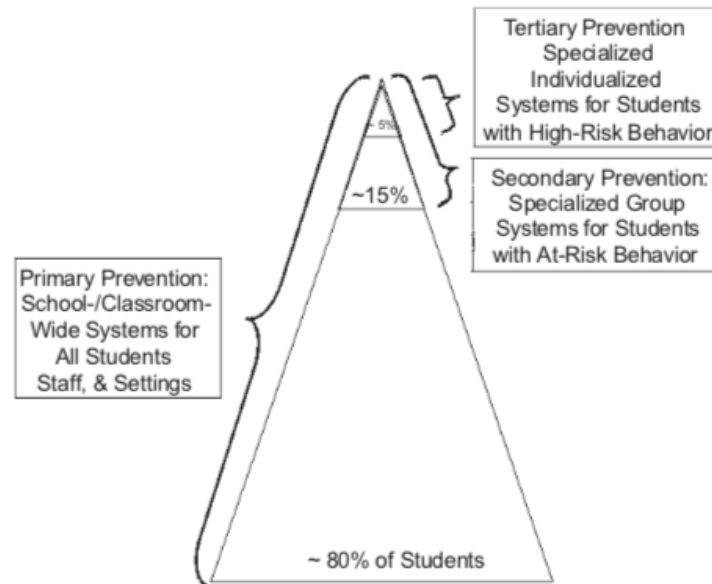 Tertiary Prevention
Specialized
Individualized
Systems for Students
with High-Risk Behavior
~ 5%
~15%
Secondary Prevention:
Specialized Group
Systems for Students
with At-Risk Behavior
Primary Prevention:
School-/Classroom-
Wide Systems for
All Students
Staff, & Settings
~ 80% of Students